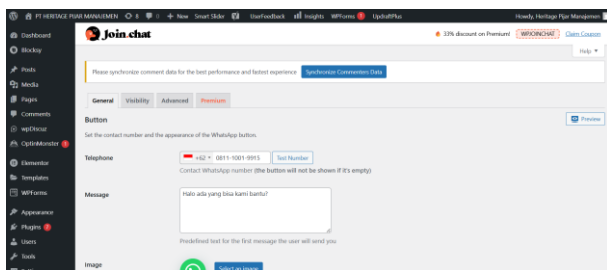 PT HERITAGE PIJAR MANAJEMEN 8 0 + New Smart Slider UserFeedback Insights WPForms UpdraftPlus Howdy, Heritage Pijar Manajemen
Dashboard
Blocksy
Posts
Media
Pages
Comments
wpDiscuz
OptinMonster
Elementor
Templates
WPForms
Appearance
Plugins 2
Users
Tools
Join.chat
33% discount on Premium! WPJOINCHAT Claim Coupon
Help
Please synchronize comment data for the best performance and fastest experience Synchronize Commenters Data
General Visibility Advanced Premium
Button Preview
Set the contact number and the appearance of the WhatsApp button.
Telephone +62 0811-1001-9915 Test Number
Contact WhatsApp number (the button will not be shown if it's empty)
Message Halo ada yang bisa kami bantu?
Predefined text for the first message the user will send you
Image Select an image